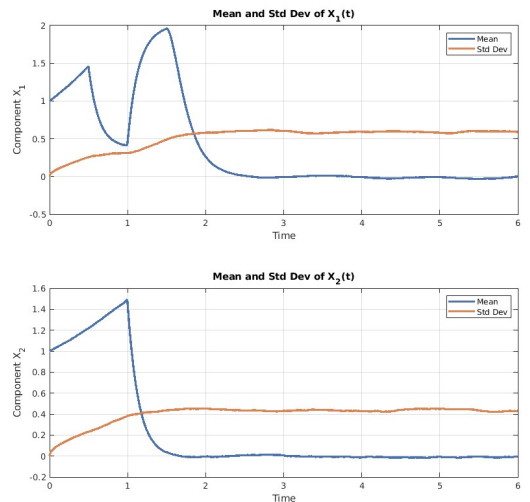 Mean and Std Dev of X1(t)
Mean
Std Dev
Component X1
2
1.5
1
0.5
0
-0.5
0 1 2 3 4 5 6
Time
Mean and Std Dev of X2(t)
Mean
Std Dev
Component X2
1.6
1.4
1.2
1
0.8
0.6
0.4
0.2
0
-0.2
0 1 2 3 4 5 6
Time